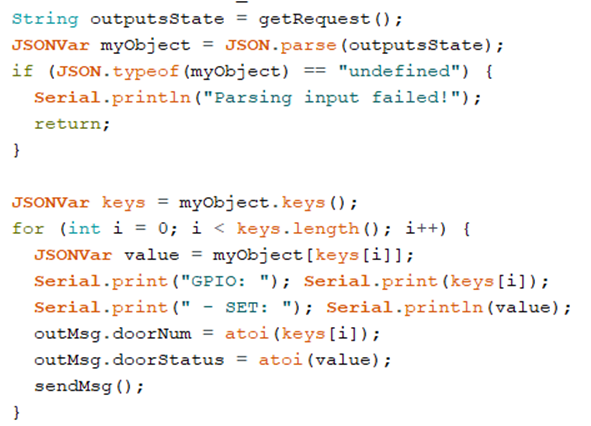 String outputsState = getRequest();
JSONVar myObject = JSON.parse(outputsState);
if (JSON.typeof(myObject) == "undefined") {
  Serial.println("Parsing input failed!");
  return;
}

JSONVar keys = myObject.keys();
for (int i = 0; i < keys.length(); i++) {
  JSONVar value = myObject[keys[i]];
  Serial.print("GPIO: "); Serial.print(keys[i]);
  Serial.print(" - SET: "); Serial.println(value);
  outMsg.doorNum = atoi(keys[i]);
  outMsg.doorStatus = atoi(value);
  sendMsg();
}